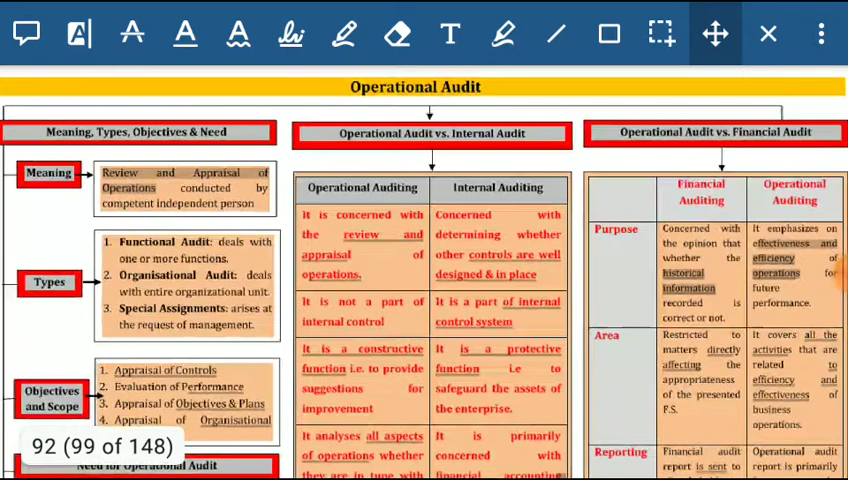 Operational Audit
Meaning, Types, Objectives & Need
Meaning
Review and Appraisal of
Operations conducted by
competent independent person
Types
1. Functional Audit: deals with
one or more functions.
2. Organisational Audit: deals
with entire organizational unit.
3. Special Assignments: arises at
the request of management.
Objectives
and Scope
1. Appraisal of Controls
2. Evaluation of Performance
3. Appraisal of Objectives & Plans
4. Appraisal of Organisational
92 (99 of 148)
Need for Operational Audit
Operational Audit vs. Internal Audit
Operational Auditing
Internal Auditing
It is concerned with
the review and
appraisal of
operations.
Concerned with
determining whether
other controls are well
designed & in place
It is not a part of
internal control
It is a part of internal
control system
It is a constructive
function i.e. to provide
suggestions for
improvement
It is a protective
function i.e to
safeguard the assets of
the enterprise.
It analyses all aspects
of operations whether
they are in tune with
It is primarily
concerned with
financial accounting
Operational Audit vs. Financial Audit
Financial
Auditing
Operational
Auditing
Purpose
Concerned with
the opinion that
whether the
historical
information
recorded is
correct or not.
It emphasizes on
effectiveness and
efficiency of
operations for
future
performance.
Area
Restricted to
matters directly
affecting the
appropriateness
of the presented
F.S.
It covers all the
activities that are
related to
efficiency and
effectiveness of
business
operations.
Reporting
Financial audit
report is sent to
Operational audit
report is primarily